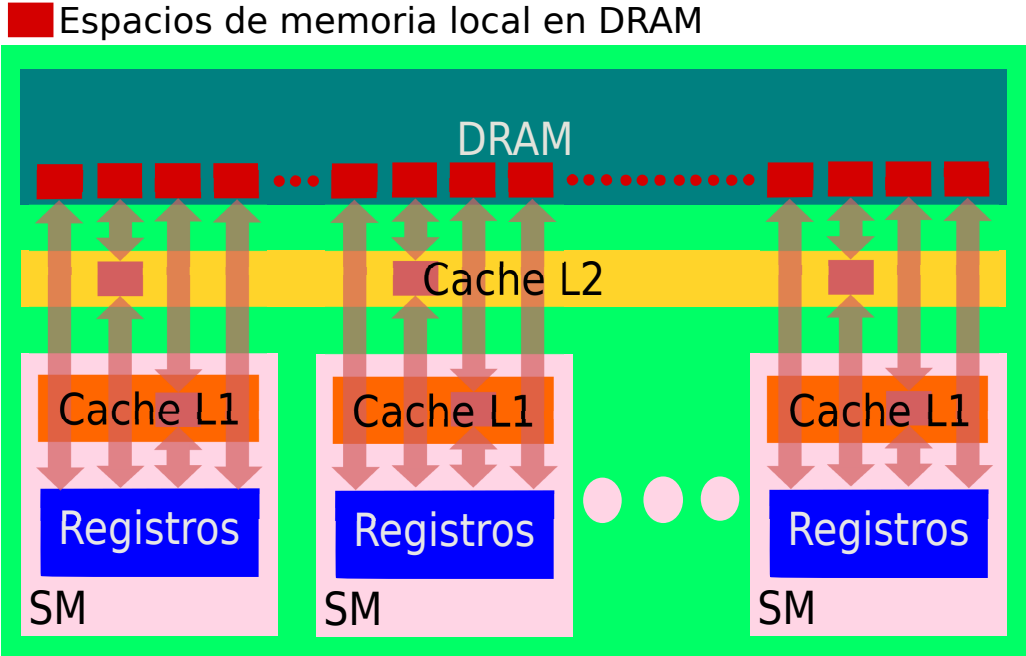 Espacios de memoria local en DRAM
DRAM
Cache L2
Cache L1
Cache L1
Cache L1
Registros
Registros
Registros
SM
SM
SM